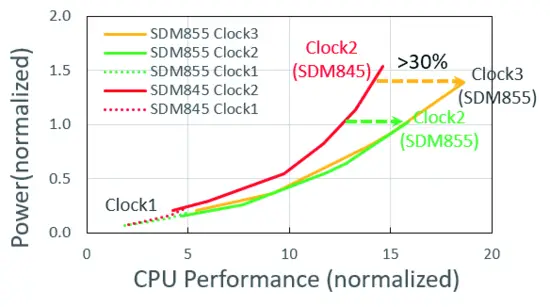 2.0
1.5
1.0
0.5
0.0
0
5
10
15
20
Power(normalized)
CPU Performance (normalized)
SDM855 Clock3
SDM855 Clock2
SDM855 Clock1
SDM845 Clock2
SDM845 Clock1
Clock2
(SDM845)
>30%
Clock3
(SDM855)
Clock2
(SDM855)
Clock1